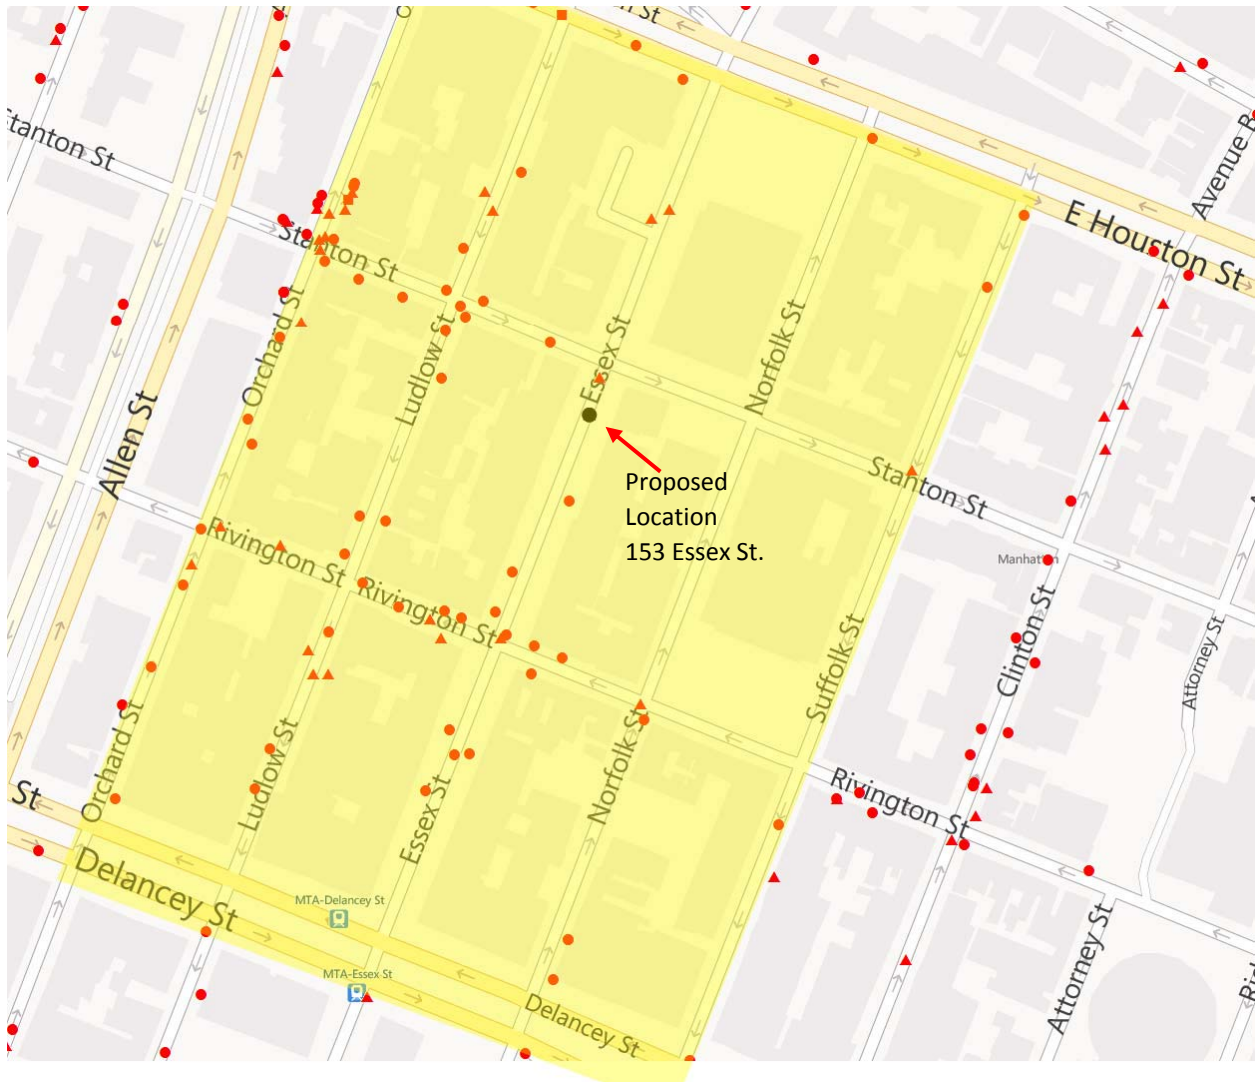 St
Stanton St
Avenue B
E Houston St
Stanton St
Orchard St
Ludlow St
Essex St
Norfolk St
Allen St
Proposed
Location
153 Essex St.
Stanton St
Manhattan
Rivington St
Rivington St
Clinton St
Attorney St
Suffolk St
Orchard St
Ludlow St
Essex St
Norfolk St
Rivington St
St
Delancey St
MTA-Delancey St
MTA-Essex St
Delancey St
Attorney St